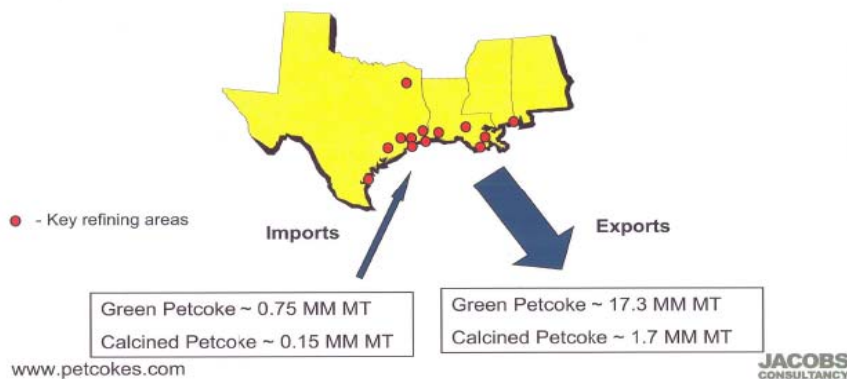 - Key refining areas
Imports
Exports
Green Petcoke ~ 0.75 MM MT
Calcined Petcoke ~ 0.15 MM MT
Green Petcoke ~ 17.3 MM MT
Calcined Petcoke ~ 1.7 MM MT
www.petcokes.com
JACOBS
CONSULTANCY